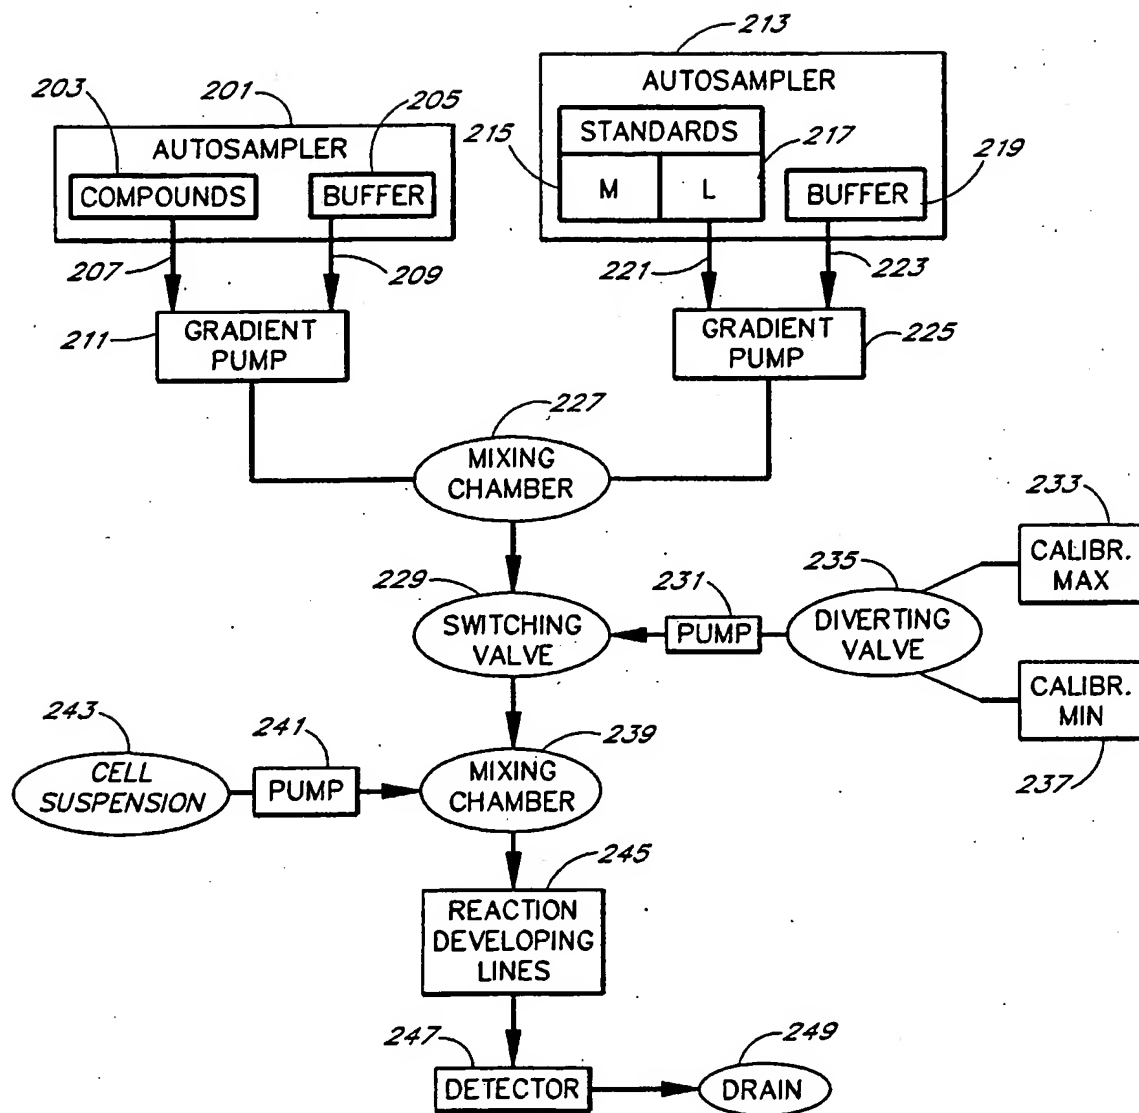 213
203
201
205
AUTOSAMPLER
215
STANDARDS
217
219
AUTOSAMPLER
M
L
BUFFER
COMPOUNDS
BUFFER
207
209
221
223
211
GRADIENT
PUMP
GRADIENT
PUMP
225
227
MIXING
CHAMBER
233
229
231
235
CALIBR.
MAX
SWITCHING
VALVE
PUMP
DIVERTING
VALVE
243
241
239
CALIBR.
MIN
237
CELL
SUSPENSION
PUMP
MIXING
CHAMBER
245
REACTION
DEVELOPING
LINES
247
249
DETECTOR
DRAIN